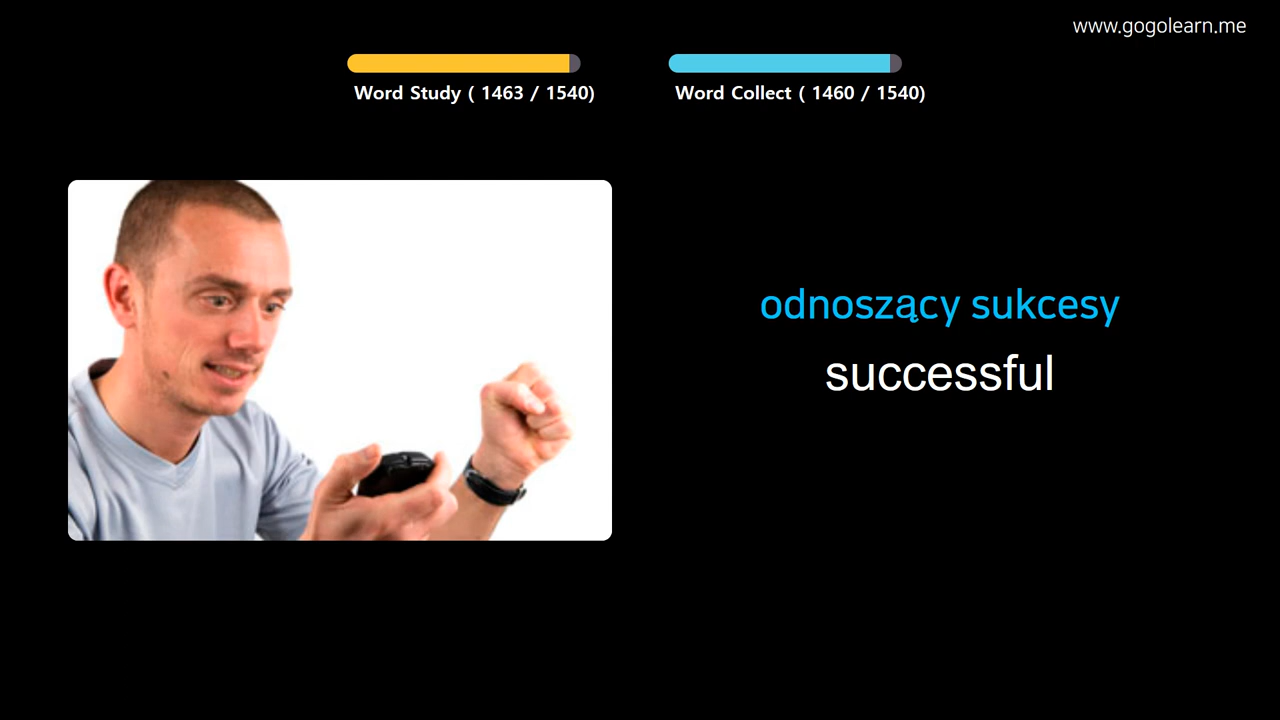 www.gogolearn.me
Word Study ( 1463 / 1540)
Word Collect ( 1460 / 1540)
odnoszący sukcesy
successful